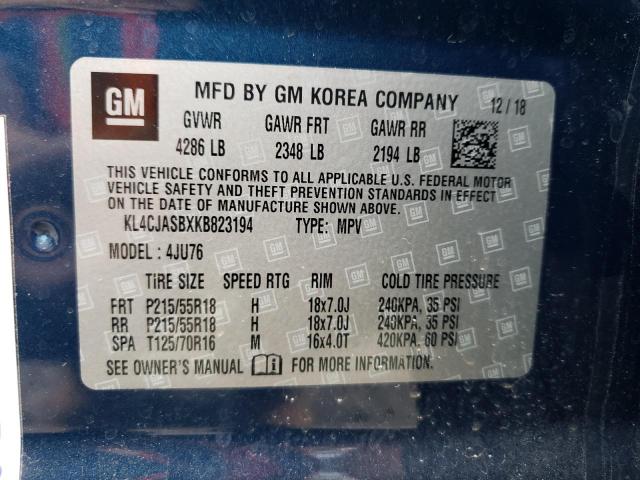 GM MFD BY GM KOREA COMPANY 12/18
GVWR GAWR FRT GAWR RR
4286 LB 2348 LB 2194 LB
THIS VEHICLE CONFORMS TO ALL APPLICABLE U.S. FEDERAL MOTOR
VEHICLE SAFETY AND THEFT PREVENTION STANDARDS IN EFFECT
ON THE DATE OF MANUFACTURE SHOWN ABOVE.
KL4CJASBXKB823194 TYPE: MPV
MODEL: 4JU76
TIRE SIZE SPEED RTG RIM COLD TIRE PRESSURE
FRT P215/55R18 H 18x7.0J 240KPA, 35 PSI
RR P215/55R18 H 18x7.0J 240KPA, 35 PSI
SPA T125/70R16 M 16x4.0T 420KPA, 60 PSI
SEE OWNER'S MANUAL FOR MORE INFORMATION.